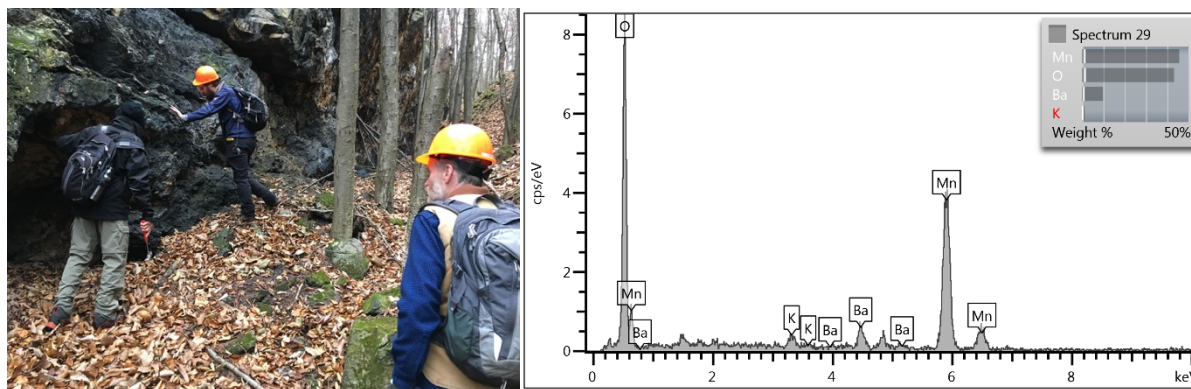 Spectrum 29
Mn
O
Ba
K
Weight % 50%
cps/eV
8
6
4
2
0
O
Mn
Ba
K
K
Ba
Ba
Ba
Mn
Mn
0 2 4 6 8 keV